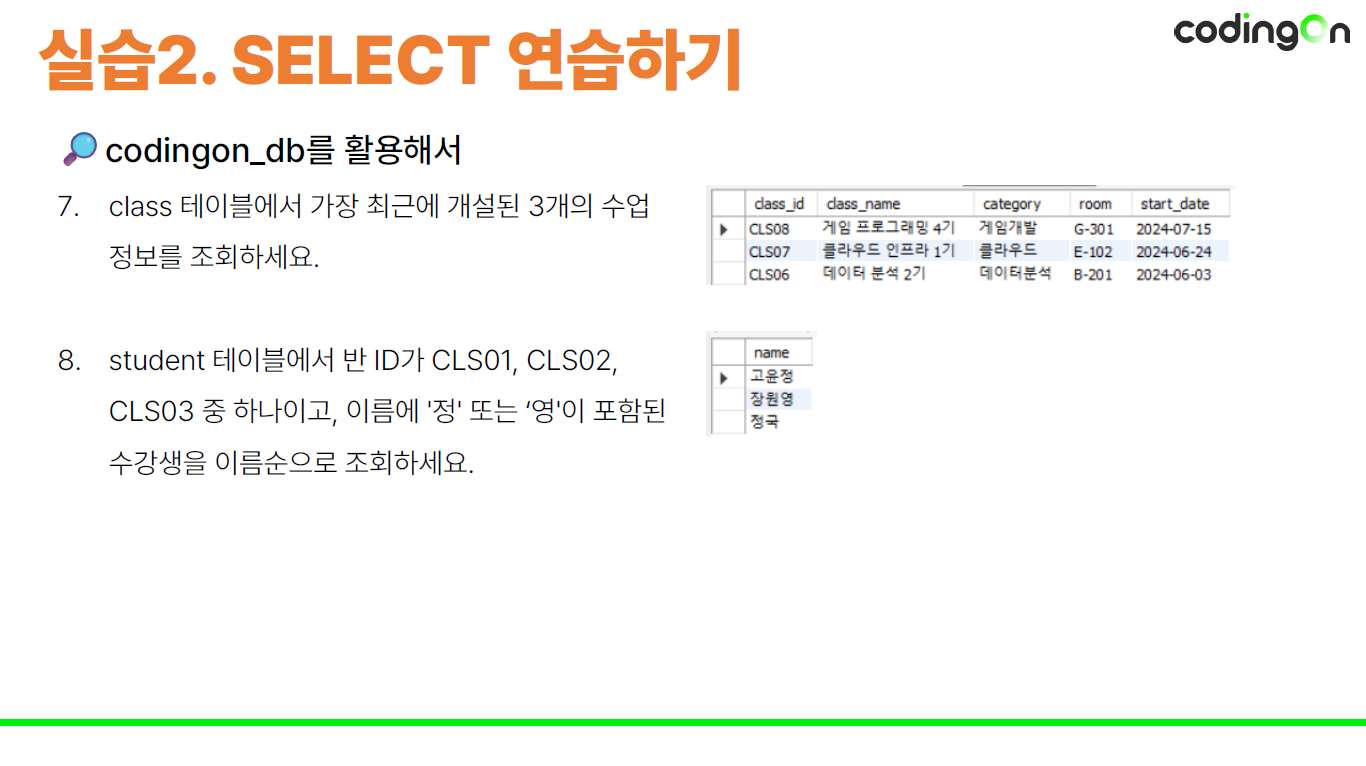 codingOn
실습2. SELECT 연습하기
codingon_db를 활용해서
7. class 테이블에서 가장 최근에 개설된 3개의 수업
정보를 조회하세요.
class_id class_name category room start_date
CLS08 게임 프로그래밍 4기 게임개발 G-301 2024-07-15
CLS07 클라우드 인프라 1기 클라우드 E-102 2024-06-24
CLS06 데이터 분석 2기 데이터분석 B-201 2024-06-03
8. student 테이블에서 반 ID가 CLS01, CLS02,
CLS03 중 하나이고, 이름에 '정' 또는 ‘영'이 포함된
수강생을 이름순으로 조회하세요.
name
고윤정
장원영
정국